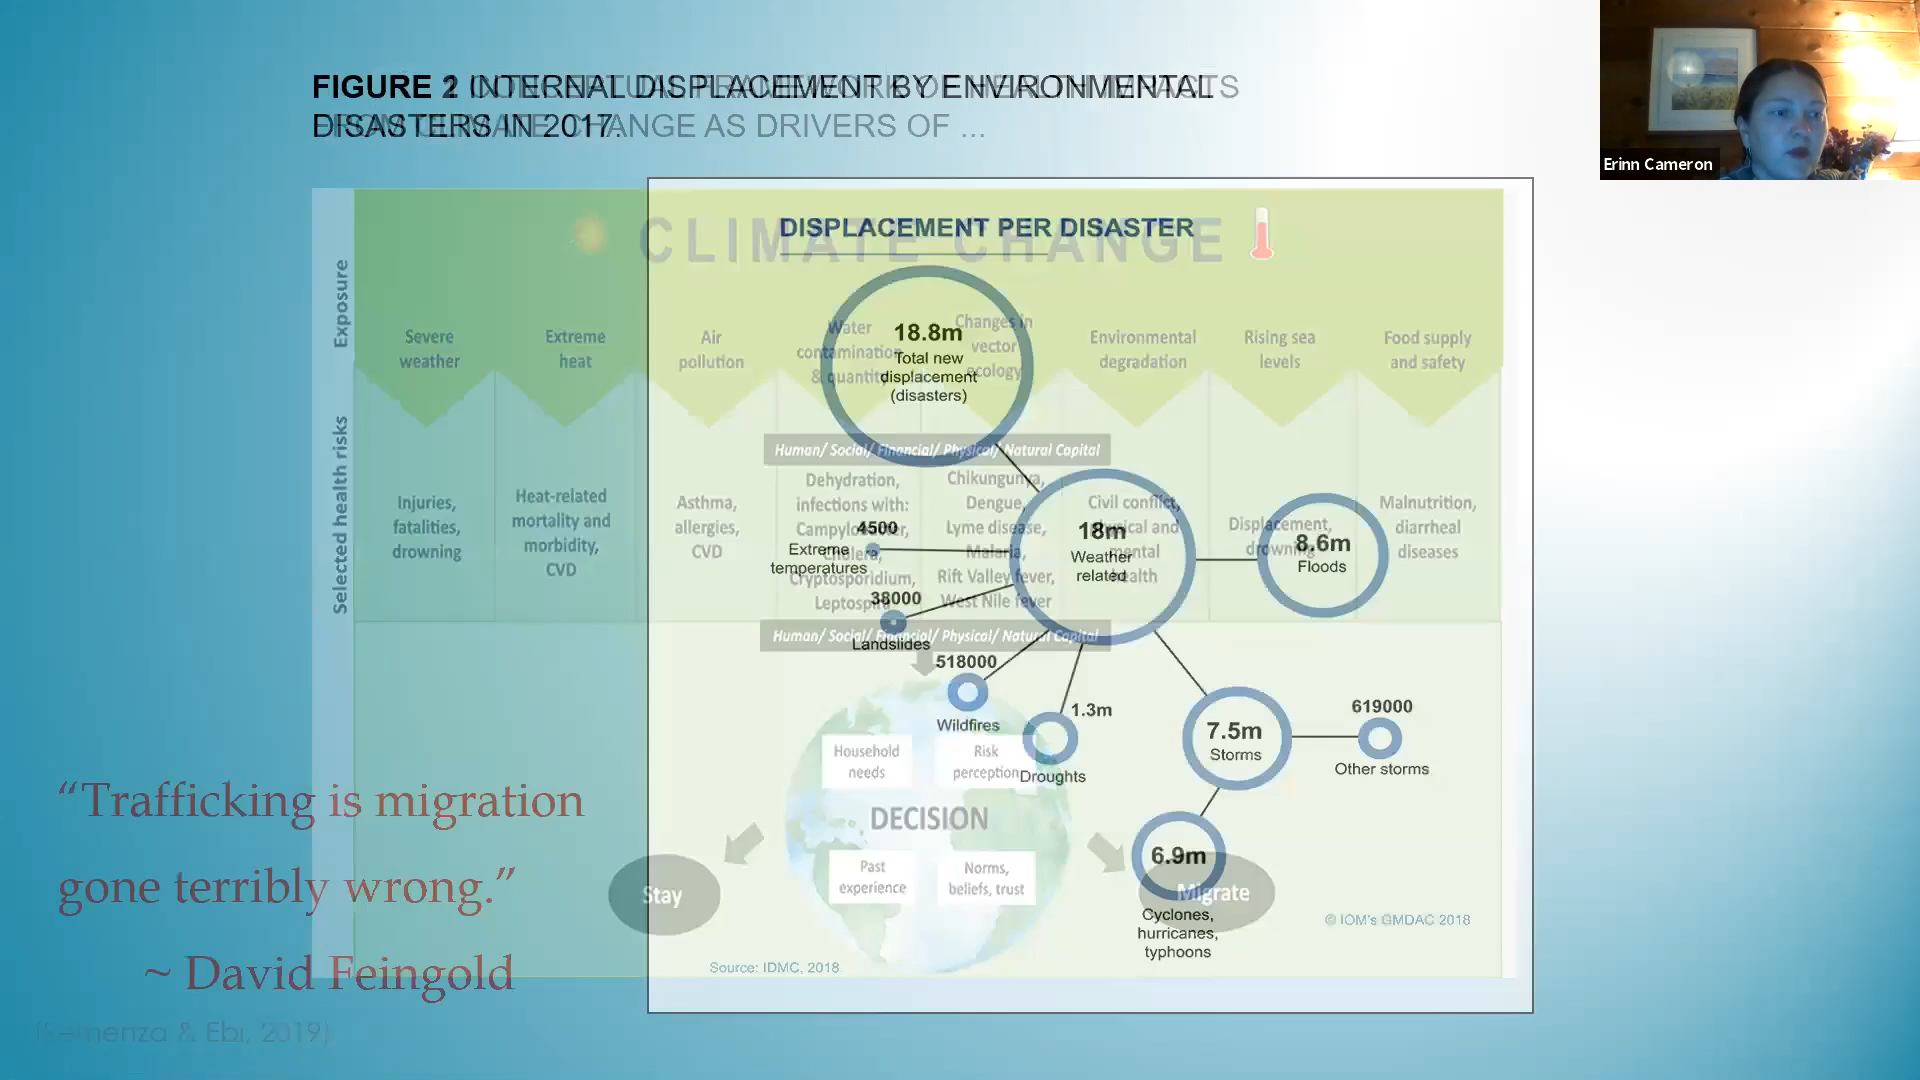 FIGURE 2 INTERNAL DISPLACEMENT BY ENVIRONMENTAL
DISASTERS IN 2017.
CHANGE AS DRIVERS OF ...
Erinn Cameron
DISPLACEMENT PER DISASTER
CLIMATE CHANGE
Exposure
Severe
weather
Extreme
heat
Air
pollution
Water
contamination
& quantity
Changes in
vector
ecology
Environmental
degradation
Rising sea
levels
Food supply
and safety
18.8m
Total new
displacement
(disasters)
Human/ Social/ Financial/ Physical/ Natural Capital
Selected health risks
Injuries,
fatalities,
drowning
Heat-related
mortality and
morbidity,
CVD
Asthma,
allergies,
CVD
Dehydration,
infections with:
Campylobacter,
Cholera,
Cryptosporidium,
Leptospira
Chikungunya,
Dengue,
Lyme disease,
Malaria,
Rift Valley fever,
West Nile fever
Civil conflict,
physical and
mental
health
Displacement,
drowning
Malnutrition,
diarrheal
diseases
4500
Extreme
temperatures
18m
Weather
related
8.6m
Floods
38000
Landslides
Human/ Social/ Financial/ Physical/ Natural Capital
518000
Wildfires
1.3m
Droughts
7.5m
Storms
619000
Other storms
6.9m
Cyclones,
hurricanes,
typhoons
Household
needs
Risk
perception
DECISION
Past
experience
Norms,
beliefs, trust
Stay
Migrate
© IOM's GMDAC 2018
Source: IDMC, 2018.
“Trafficking is migration
gone terribly wrong.”
~ David Feingold
(Semenza & Ebi, 2019)